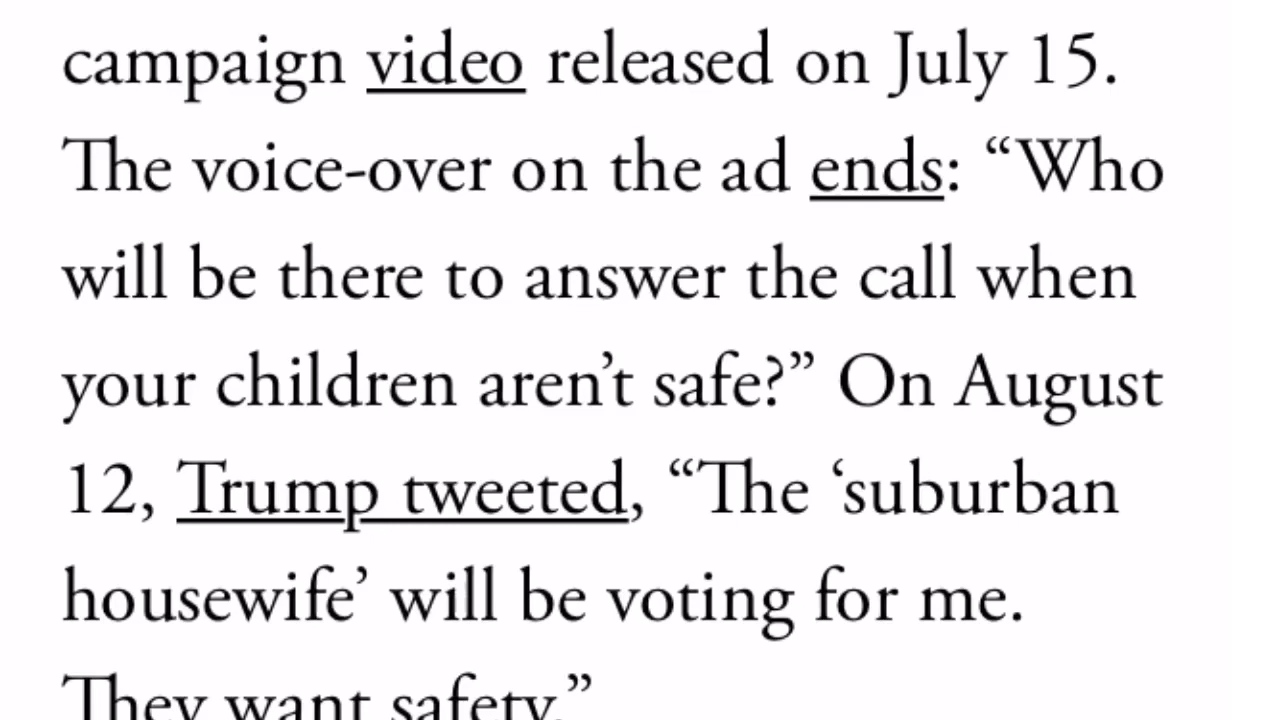 campaign video released on July 15.
The voice-over on the ad ends: “Who
will be there to answer the call when
your children aren’t safe?” On August
12, Trump tweeted, “The ‘suburban
housewife’ will be voting for me.
They want safety.”